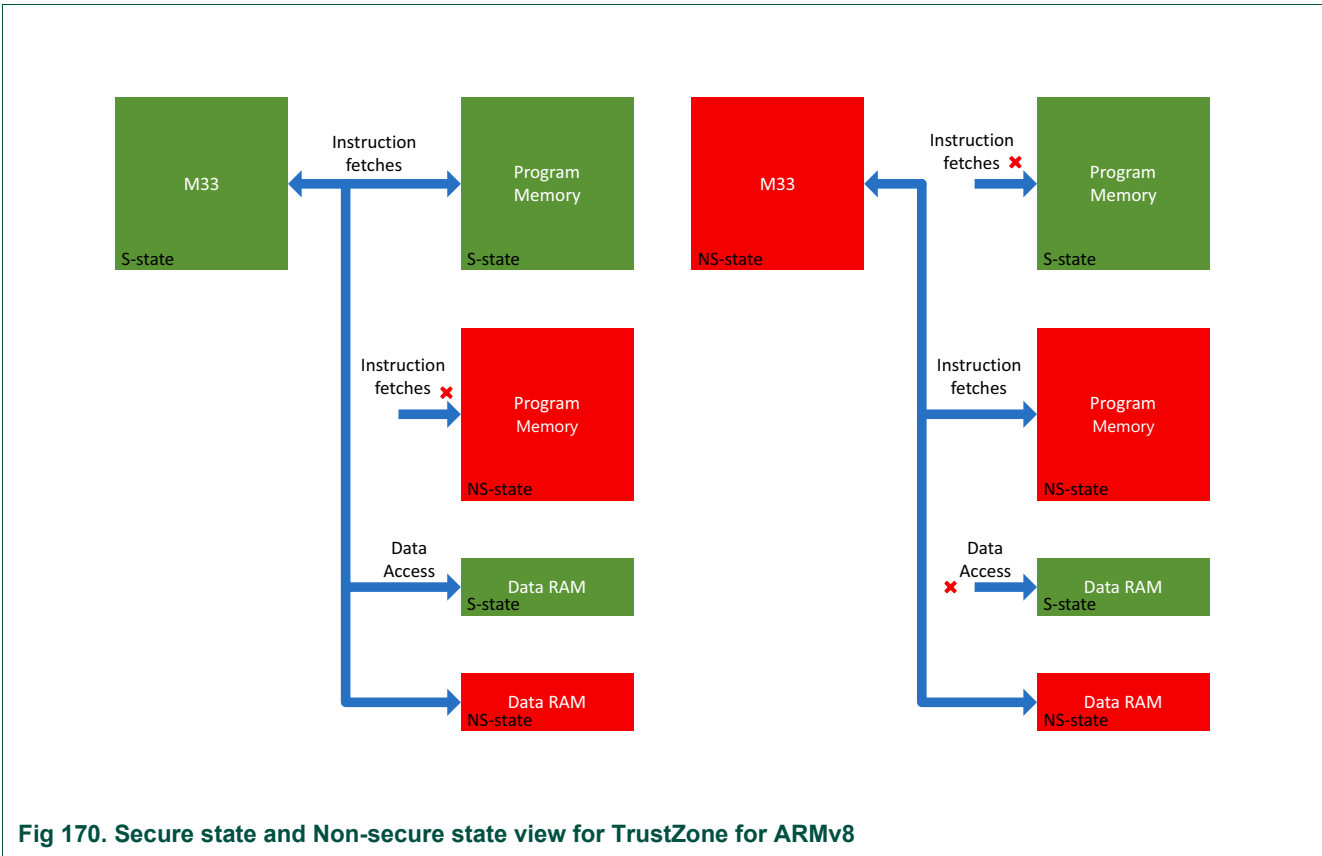 M33
S-state
Instruction
fetches
Program
Memory
S-state
Instruction
fetches
Program
Memory
NS-state
Data
Access
Data RAM
S-state
Data RAM
NS-state
M33
NS-state
Instruction
fetches
Program
Memory
S-state
Instruction
fetches
Program
Memory
NS-state
Data
Access
Data RAM
S-state
Data RAM
NS-state
Fig 170. Secure state and Non-secure state view for TrustZone for ARMv8